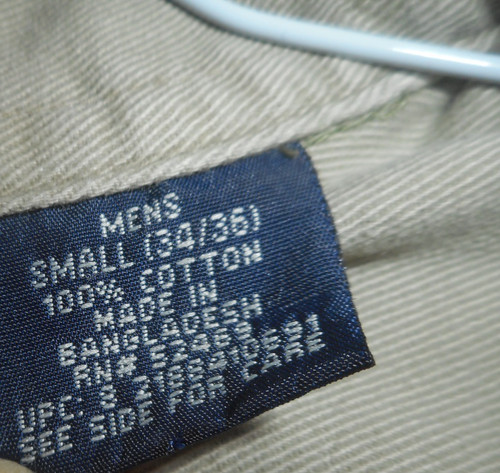 MENS
SMALL (34/36)
100% COTTON
MADE IN
BANGLADESH
RN#
UPC:
SEE SIDE FOR CARE